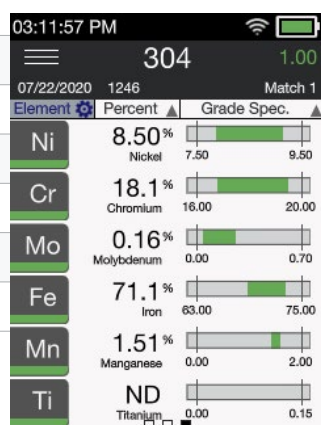 03:11:57 PM
304 1.00
07/22/2020 1246 Match 1
Element Percent Grade Spec.
Ni 8.50%
Nickel 7.50 9.50
Cr 18.1%
Chromium 16.00 20.00
Mo 0.16%
Molybdenum 0.00 0.70
Fe 71.1%
Iron 63.00 75.00
Mn 1.51%
Manganese 0.00 2.00
Ti ND
Titanium 0.00 0.15